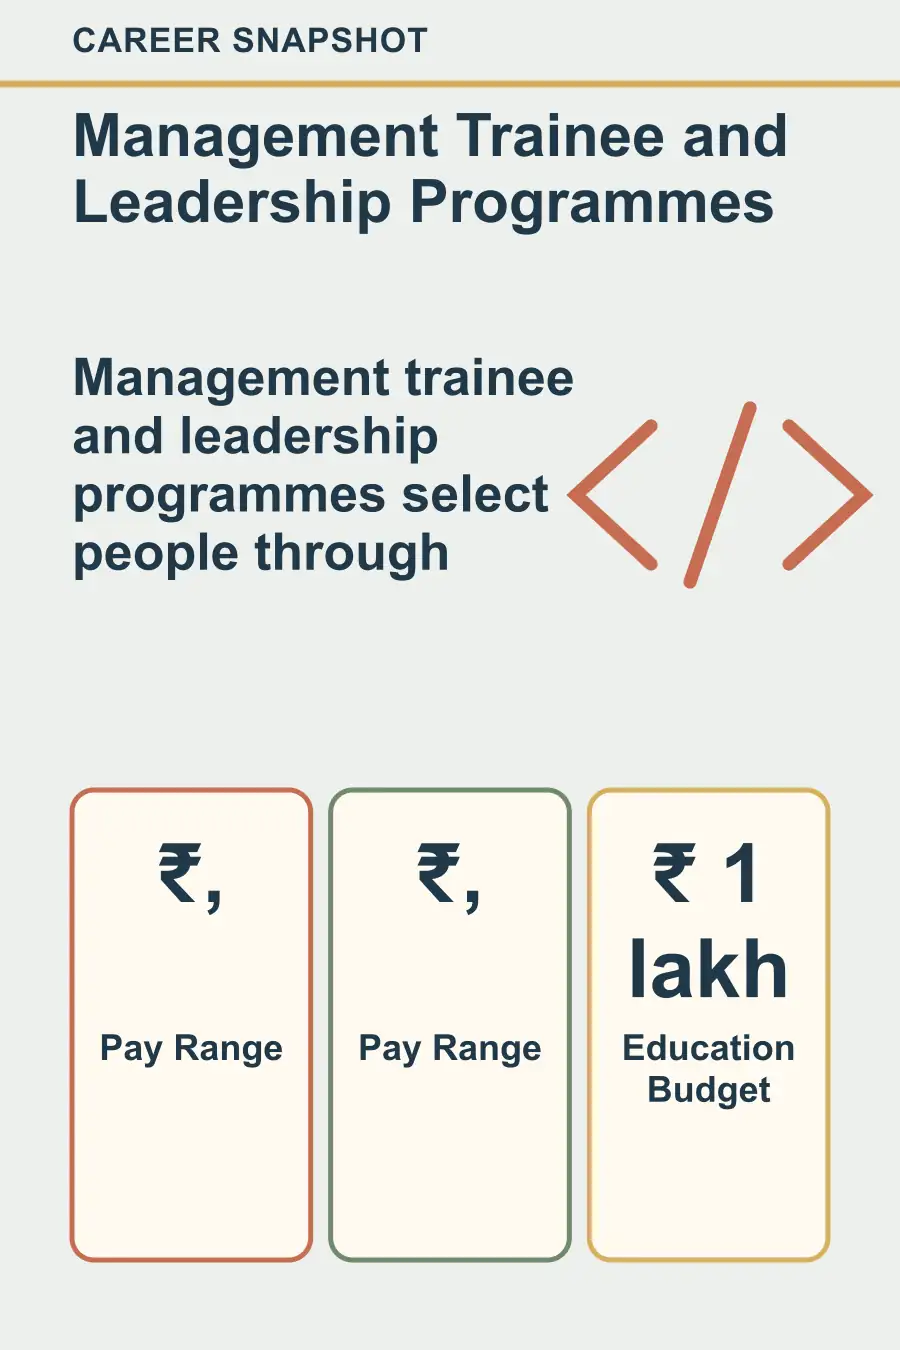 CAREER SNAPSHOT
Management Trainee and
Leadership Programmes
Management trainee
and leadership
programmes select
people through
₹,
Pay Range
₹,
Pay Range
₹ 1
lakh
Education
Budget